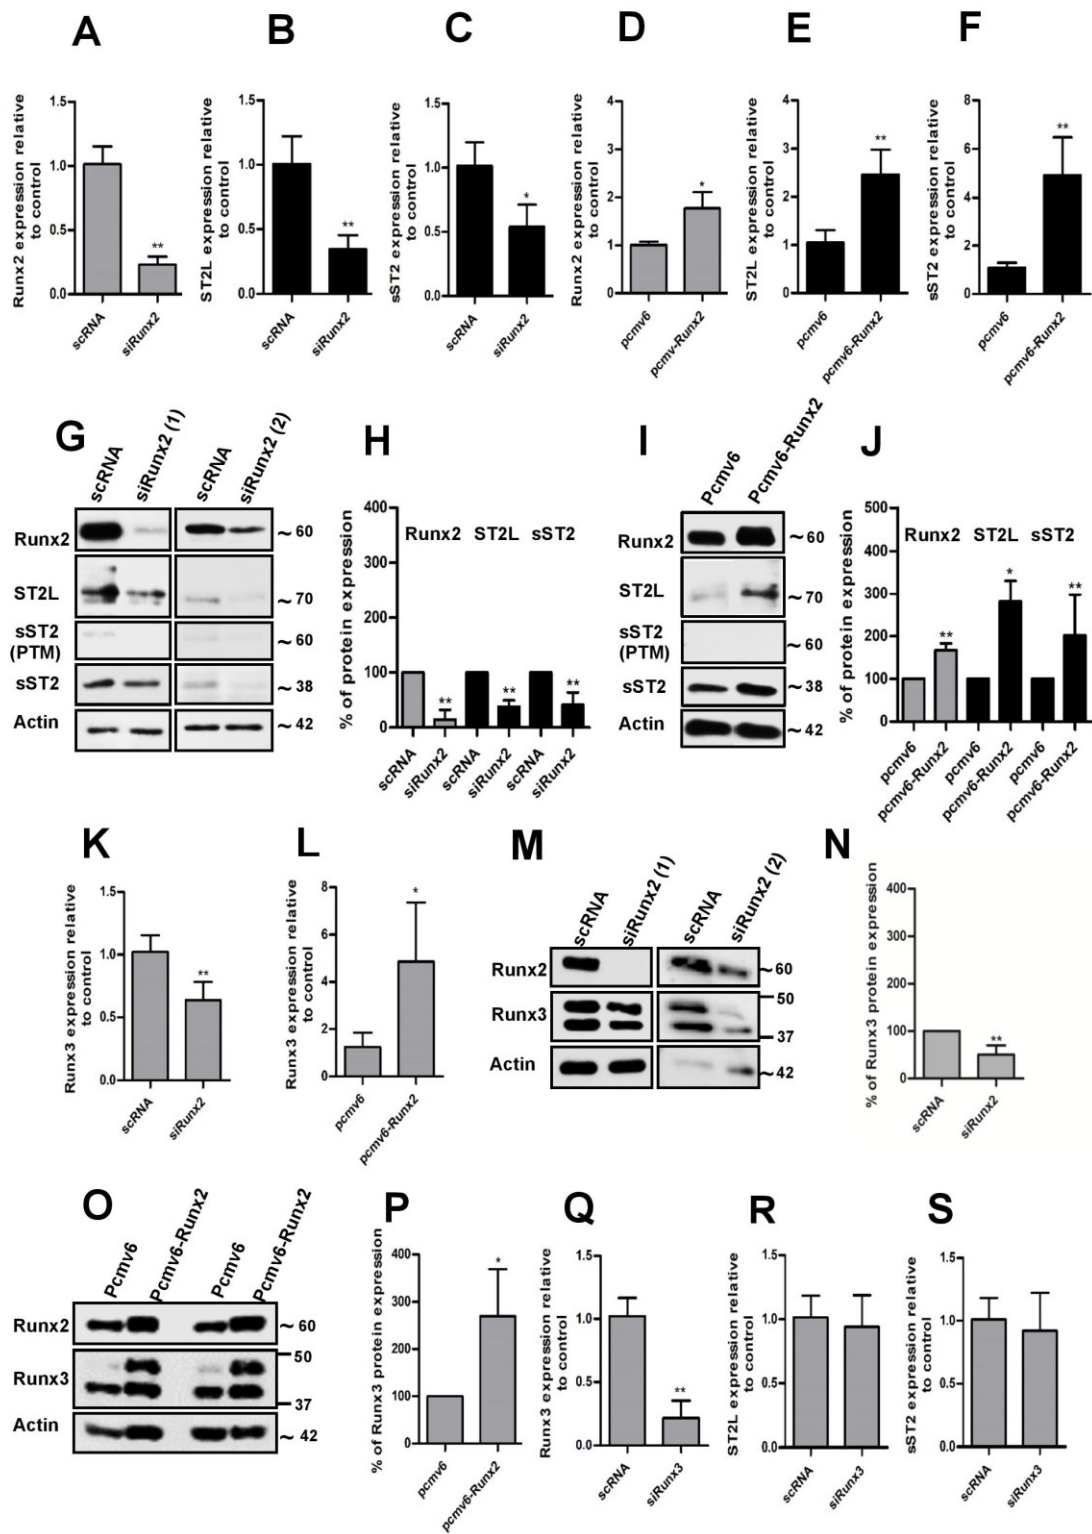 A B C D E F
Runx2 expression relative
to control
1.5
1.0
0.5
0.0
**
scRNA
siRunx2
ST2L expression relative
to control
1.5
1.0
0.5
0.0
**
scRNA
siRunx2
sST2 expression relative
to control
1.5
1.0
0.5
0.0
*
scRNA
siRunx2
Runx2 expression relative
to control
4
3
2
1
0
*
pcmv6
pcmv-Runx2
ST2L expression relative
to control
4
3
2
1
0
**
pcmv6
pcmv6-Runx2
sST2 expression relative
to control
8
6
4
2
0
**
pcmv6
pcmv6-Runx2
G
scRNA
siRunx2 (1)
scRNA
siRunx2 (2)
Runx2 ~ 60
ST2L ~ 70
sST2
(PTM) ~ 60
sST2 ~ 38
Actin ~ 42
H
% of protein expression
400
300
200
100
0
Runx2 ST2L sST2
** ** **
scRNA
siRunx2
scRNA
siRunx2
scRNA
siRunx2
I
Pcmv6
Pcmv6-Runx2
Runx2 ~ 60
ST2L ~ 70
sST2
(PTM) ~ 60
sST2 ~ 38
Actin ~ 42
J
% of protein expression
500
400
300
200
100
0
Runx2 ST2L sST2
** * **
pcmv6
pcmv6-Runx2
pcmv6
pcmv6-Runx2
pcmv6
pcmv6-Runx2
K
Runx3 expression relative
to control
1.5
1.0
0.5
0.0
**
scRNA
siRunx2
L
Runx3 expression relative
to control
8
6
4
2
0
*
pcmv6
pcmv6-Runx2
M
scRNA
siRunx2 (1)
scRNA
siRunx2 (2)
Runx2 ~ 60
Runx3 50
37
Actin ~ 42
N
% of Runx3 protein expression
400
300
200
100
0
**
scRNA
siRunx2
O
Pcmv6
Pcmv6-Runx2
Pcmv6
Pcmv6-Runx2
Runx2 ~ 60
Runx3 50
37
Actin ~ 42
P
% of Runx3 protein expression
400
300
200
100
0
*
pcmv6
pcmv6-Runx2
Q
Runx3 expression relative
to control
1.5
1.0
0.5
0.0
**
scRNA
siRunx3
R
ST2L expression relative
to control
1.5
1.0
0.5
0.0
scRNA
siRunx3
S
sST2 expression relative
to control
1.5
1.0
0.5
0.0
scRNA
siRunx3